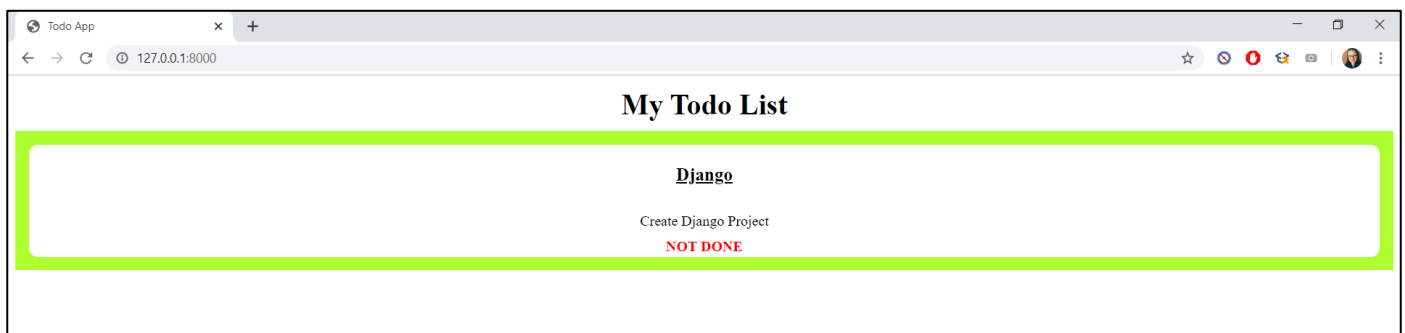 Todo App
127.0.0.1:8000
My Todo List
Django
Create Django Project
NOT DONE